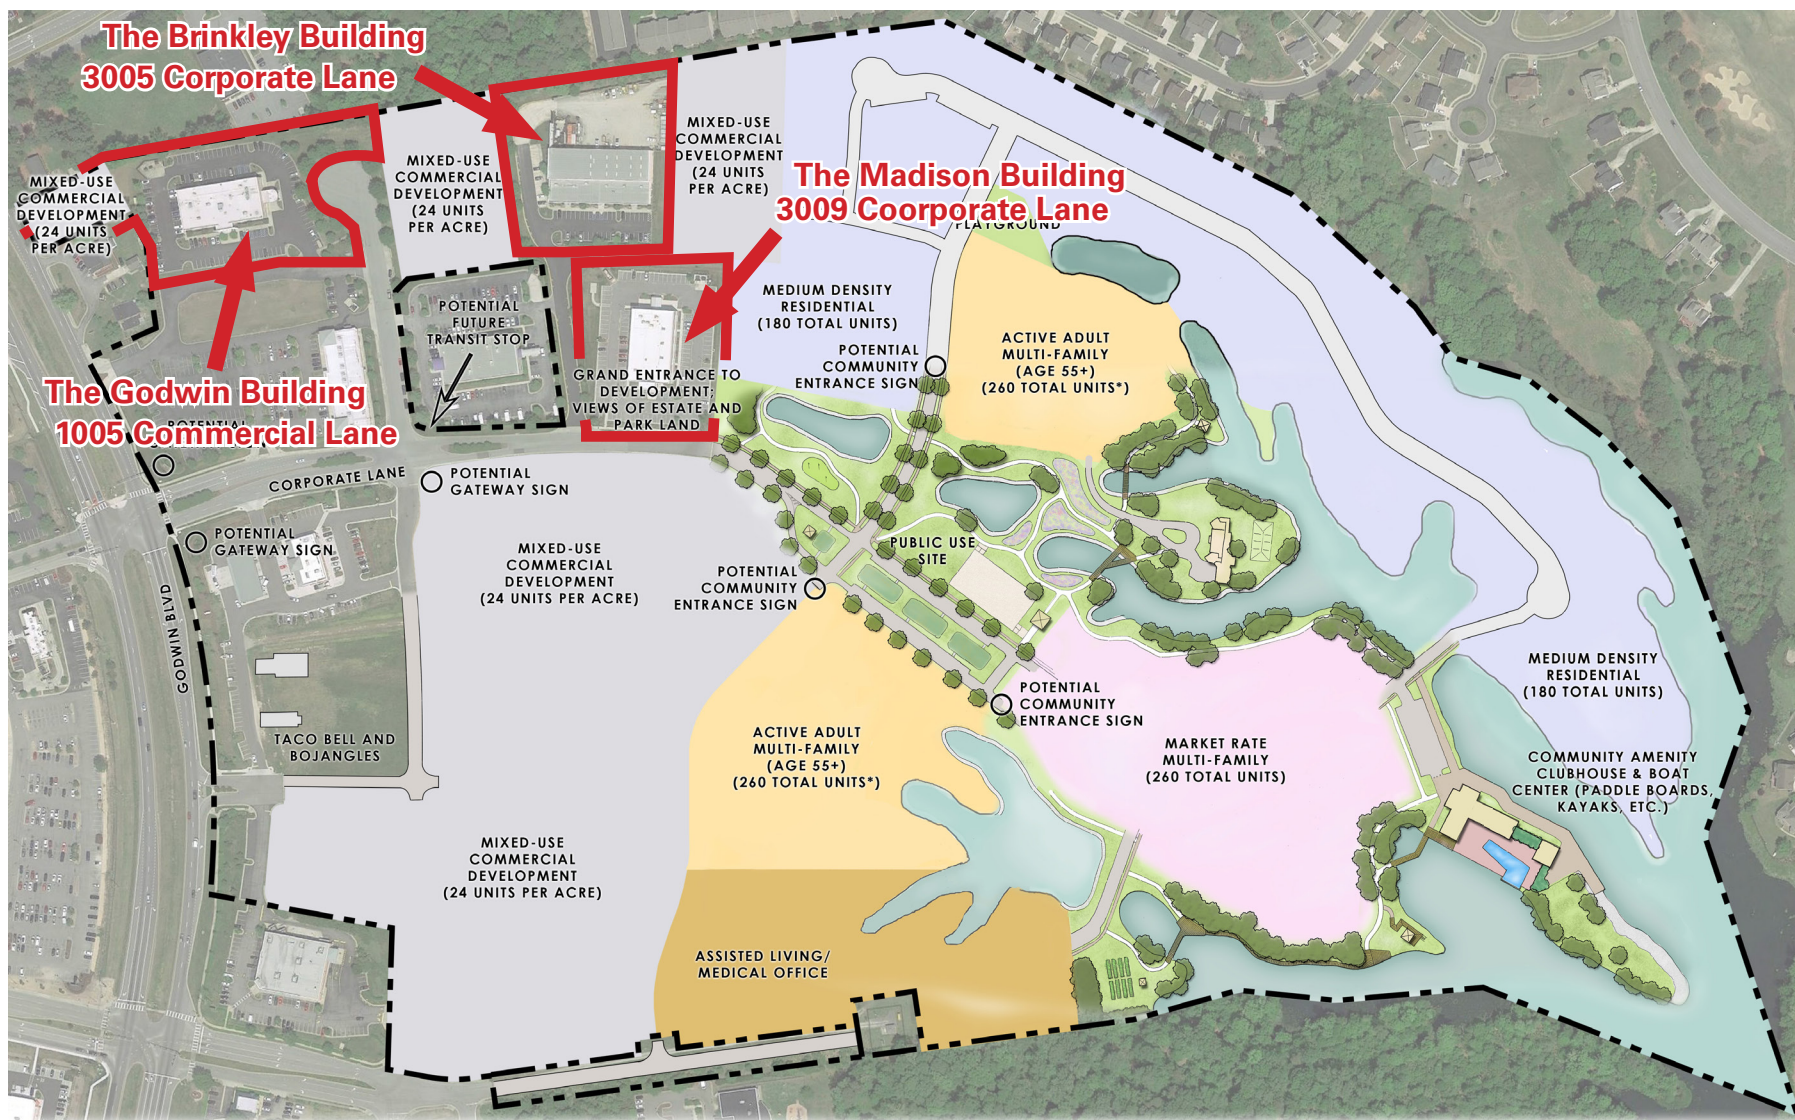 The Brinkley Building
3005 Corporate Lane
MIXED-USE
COMMERCIAL
DEVELOPMENT
(24 UNITS
PER ACRE)
MIXED-USE
COMMERCIAL
DEVELOPMENT
(24 UNITS
PER ACRE)
MIXED-USE
COMMERCIAL
DEVELOPMENT
(24 UNITS
PER ACRE)
The Madison Building
3009 Coorporate Lane
PLAYGROUND
POTENTIAL
FUTURE
TRANSIT STOP
MEDIUM DENSITY
RESIDENTIAL
(180 TOTAL UNITS)
POTENTIAL
COMMUNITY
ENTRANCE SIGN
ACTIVE ADULT
MULTI-FAMILY
(AGE 55+)
(260 TOTAL UNITS*)
GRAND ENTRANCE TO
DEVELOPMENT;
VIEWS OF ESTATE AND
PARK LAND
The Godwin Building
1005 Commercial Lane
POTENTIAL
CORPORATE LANE
POTENTIAL
GATEWAY SIGN
POTENTIAL
GATEWAY SIGN
GODWIN BLVD
MIXED-USE
COMMERCIAL
DEVELOPMENT
(24 UNITS PER ACRE)
POTENTIAL
COMMUNITY
ENTRANCE SIGN
PUBLIC USE
SITE
POTENTIAL
COMMUNITY
ENTRANCE SIGN
MEDIUM DENSITY
RESIDENTIAL
(180 TOTAL UNITS)
TACO BELL AND
BOJANGLES
ACTIVE ADULT
MULTI-FAMILY
(AGE 55+)
(260 TOTAL UNITS*)
MARKET RATE
MULTI-FAMILY
(260 TOTAL UNITS)
COMMUNITY AMENITY
CLUBHOUSE & BOAT
CENTER (PADDLE BOARDS,
KAYAKS, ETC.)
MIXED-USE
COMMERCIAL
DEVELOPMENT
(24 UNITS PER ACRE)
ASSISTED LIVING/
MEDICAL OFFICE